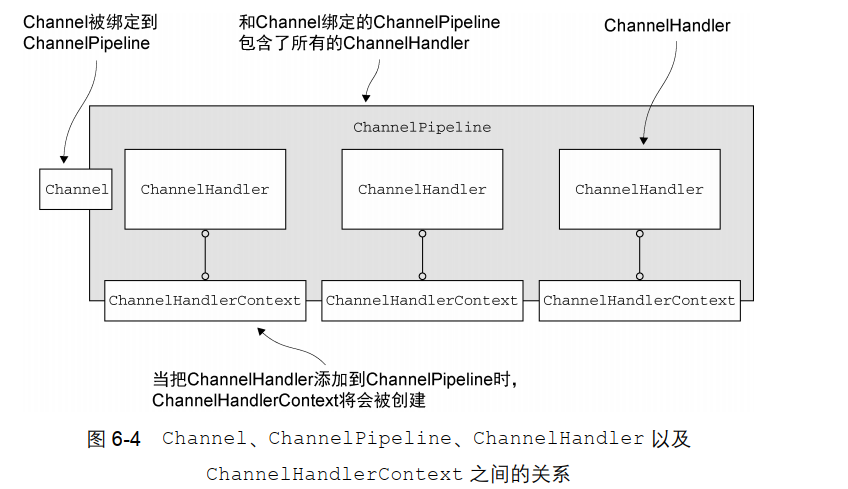 Channel被绑定到
ChannelPipeline
和Channel绑定的ChannelPipeline
包含了所有的ChannelHandler
ChannelHandler
ChannelPipeline
Channel
ChannelHandler
ChannelHandler
ChannelHandler
ChannelHandlerContext
ChannelHandlerContext
ChannelHandlerContext
当把ChannelHandler添加到ChannelPipeline时，
ChannelHandlerContext将会被创建
图 6-4 Channel、ChannelPipeline、ChannelHandler 以及
ChannelHandlerContext 之间的关系